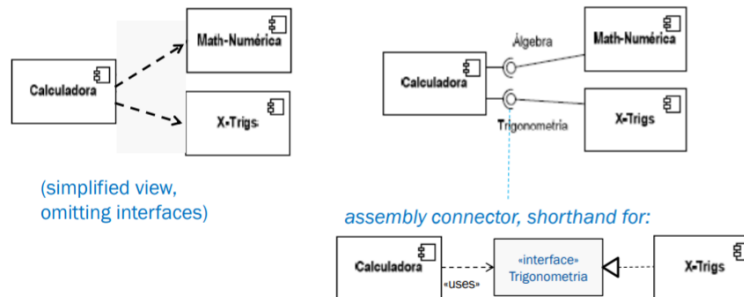 Math-Numérica
Calculadora
X-Trigs
(simplified view,
omitting interfaces)
Álgebra
Math-Numérica
Calculadora
X-Trigs
Trigonometría
assembly connector, shorthand for:
Calculadora
«uses»
«interface»
Trigonometria
X-Trigs